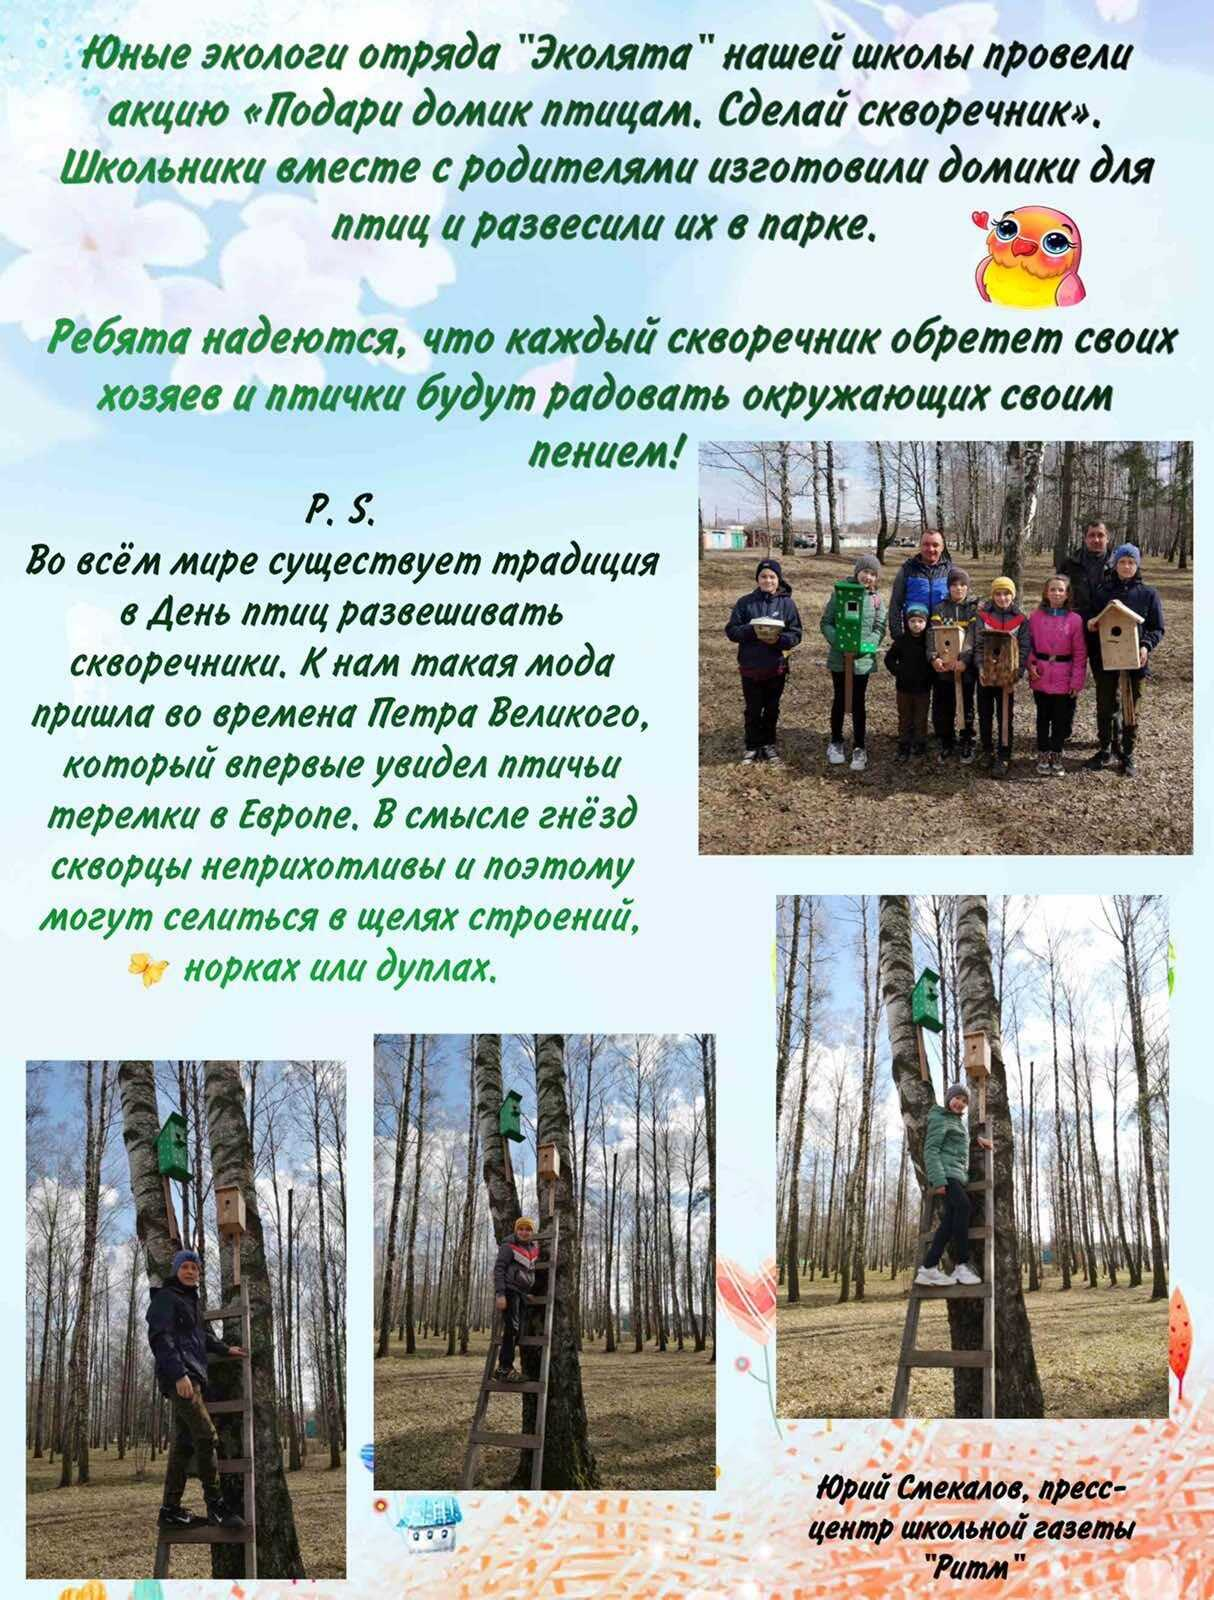 Юные экологи отряда "Эколята" нашей школы провели
акцию «Подари домик птицам. Сделай скворечник».
Школьники вместе с родителями изготовили домики для
птиц и развесили их в парке.
Ребята надеются, что каждый скворечник обретет своих
хозяев и птички будут радовать окружающих своим
пением!
P. S.
Во всём мире существует традиция
в День птиц развешивать
скворечники. К нам такая мода
пришла во времена Петра Великого,
который впервые увидел птичьи
теремки в Европе. В смысле гнёзд
скворцы неприхотливы и поэтому
могут селиться в щелях строений,
норках или дуплах.
Юрий Смекалов, пресс-
центр школьной газеты
"Ритм"